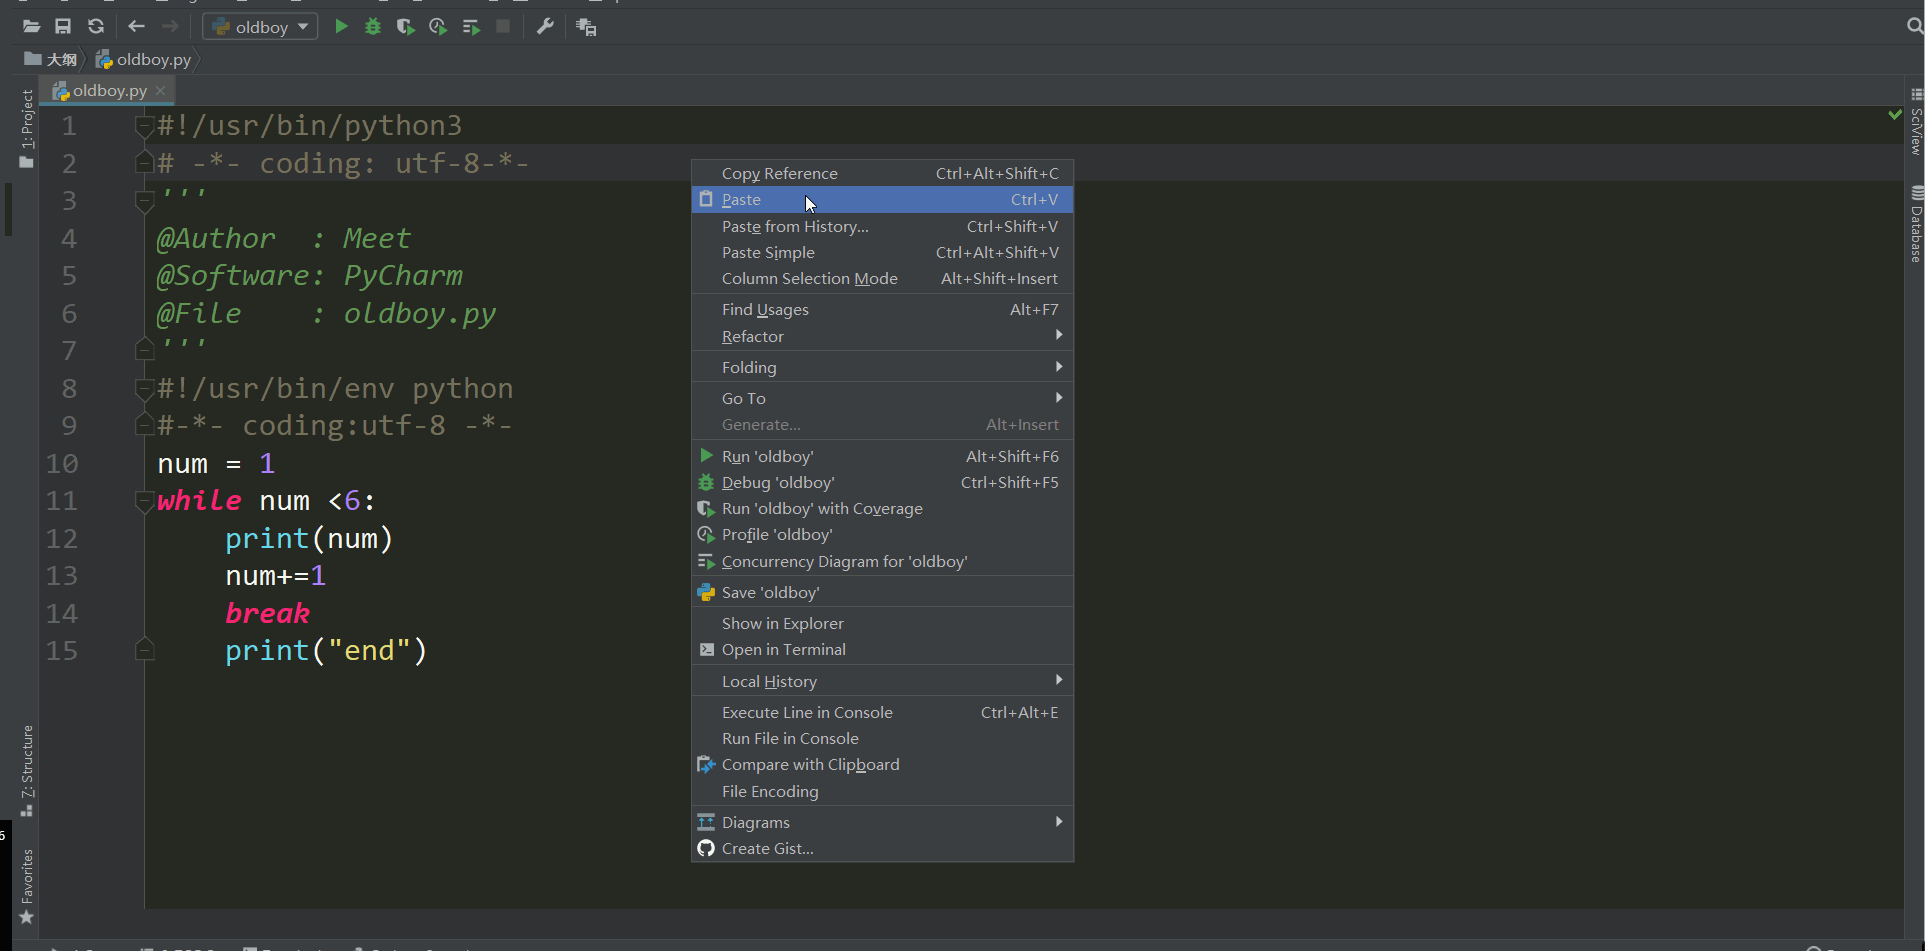 oldboy
大纲
oldboy.py
oldboy.py
1: Project
1 #!/usr/bin/python3
2 # -*- coding: utf-8-*-
3 '''
4 @Author  : Meet
5 @Software: PyCharm
6 @File    : oldboy.py
7 '''
8 #!/usr/bin/env python
9 #-*- coding:utf-8 -*-
10 num = 1
11 while num <6:
12     print(num)
13     num+=1
14     break
15     print("end")
Copy Reference Ctrl+Alt+Shift+C
Paste Ctrl+V
Paste from History... Ctrl+Shift+V
Paste Simple Ctrl+Alt+Shift+V
Column Selection Mode Alt+Shift+Insert
Find Usages Alt+F7
Refactor
Folding
Go To
Generate... Alt+Insert
Run 'oldboy' Alt+Shift+F6
Debug 'oldboy' Ctrl+Shift+F5
Run 'oldboy' with Coverage
Profile 'oldboy'
Concurrency Diagram for 'oldboy'
Save 'oldboy'
Show in Explorer
Open in Terminal
Local History
Execute Line in Console Ctrl+Alt+E
Run File in Console
Compare with Clipboard
File Encoding
Diagrams
Create Gist...
SciView
Database
7: Structure
6
Favorites